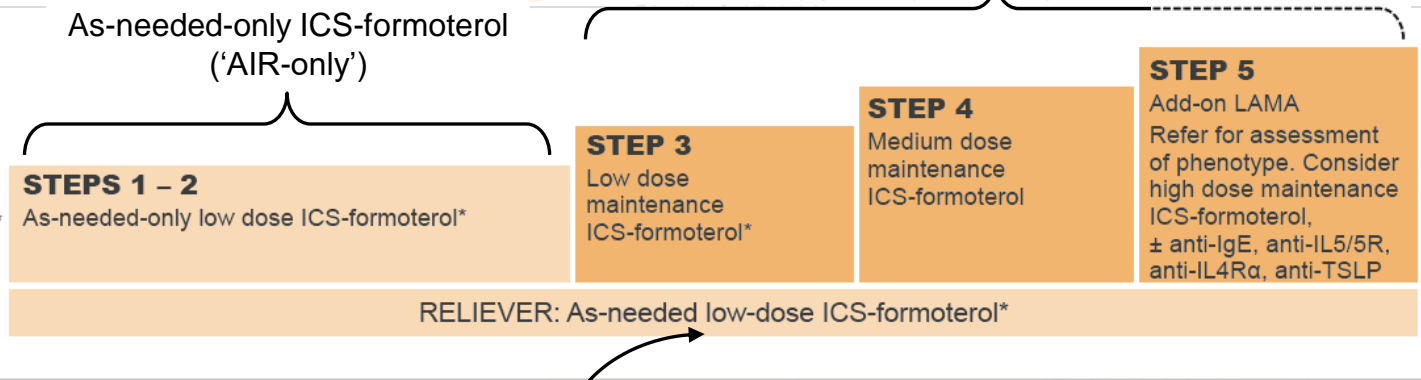 As-needed-only ICS-formoterol
(‘AIR-only’)
STEPS 1 – 2
As-needed-only low dose ICS-formoterol*
STEP 3
Low dose
maintenance
ICS-formoterol*
STEP 4
Medium dose
maintenance
ICS-formoterol
STEP 5
Add-on LAMA
Refer for assessment
of phenotype. Consider
high dose maintenance
ICS-formoterol,
± anti-IgE, anti-IL5/5R,
anti-IL4Rα, anti-TSLP
RELIEVER: As-needed low-dose ICS-formoterol*